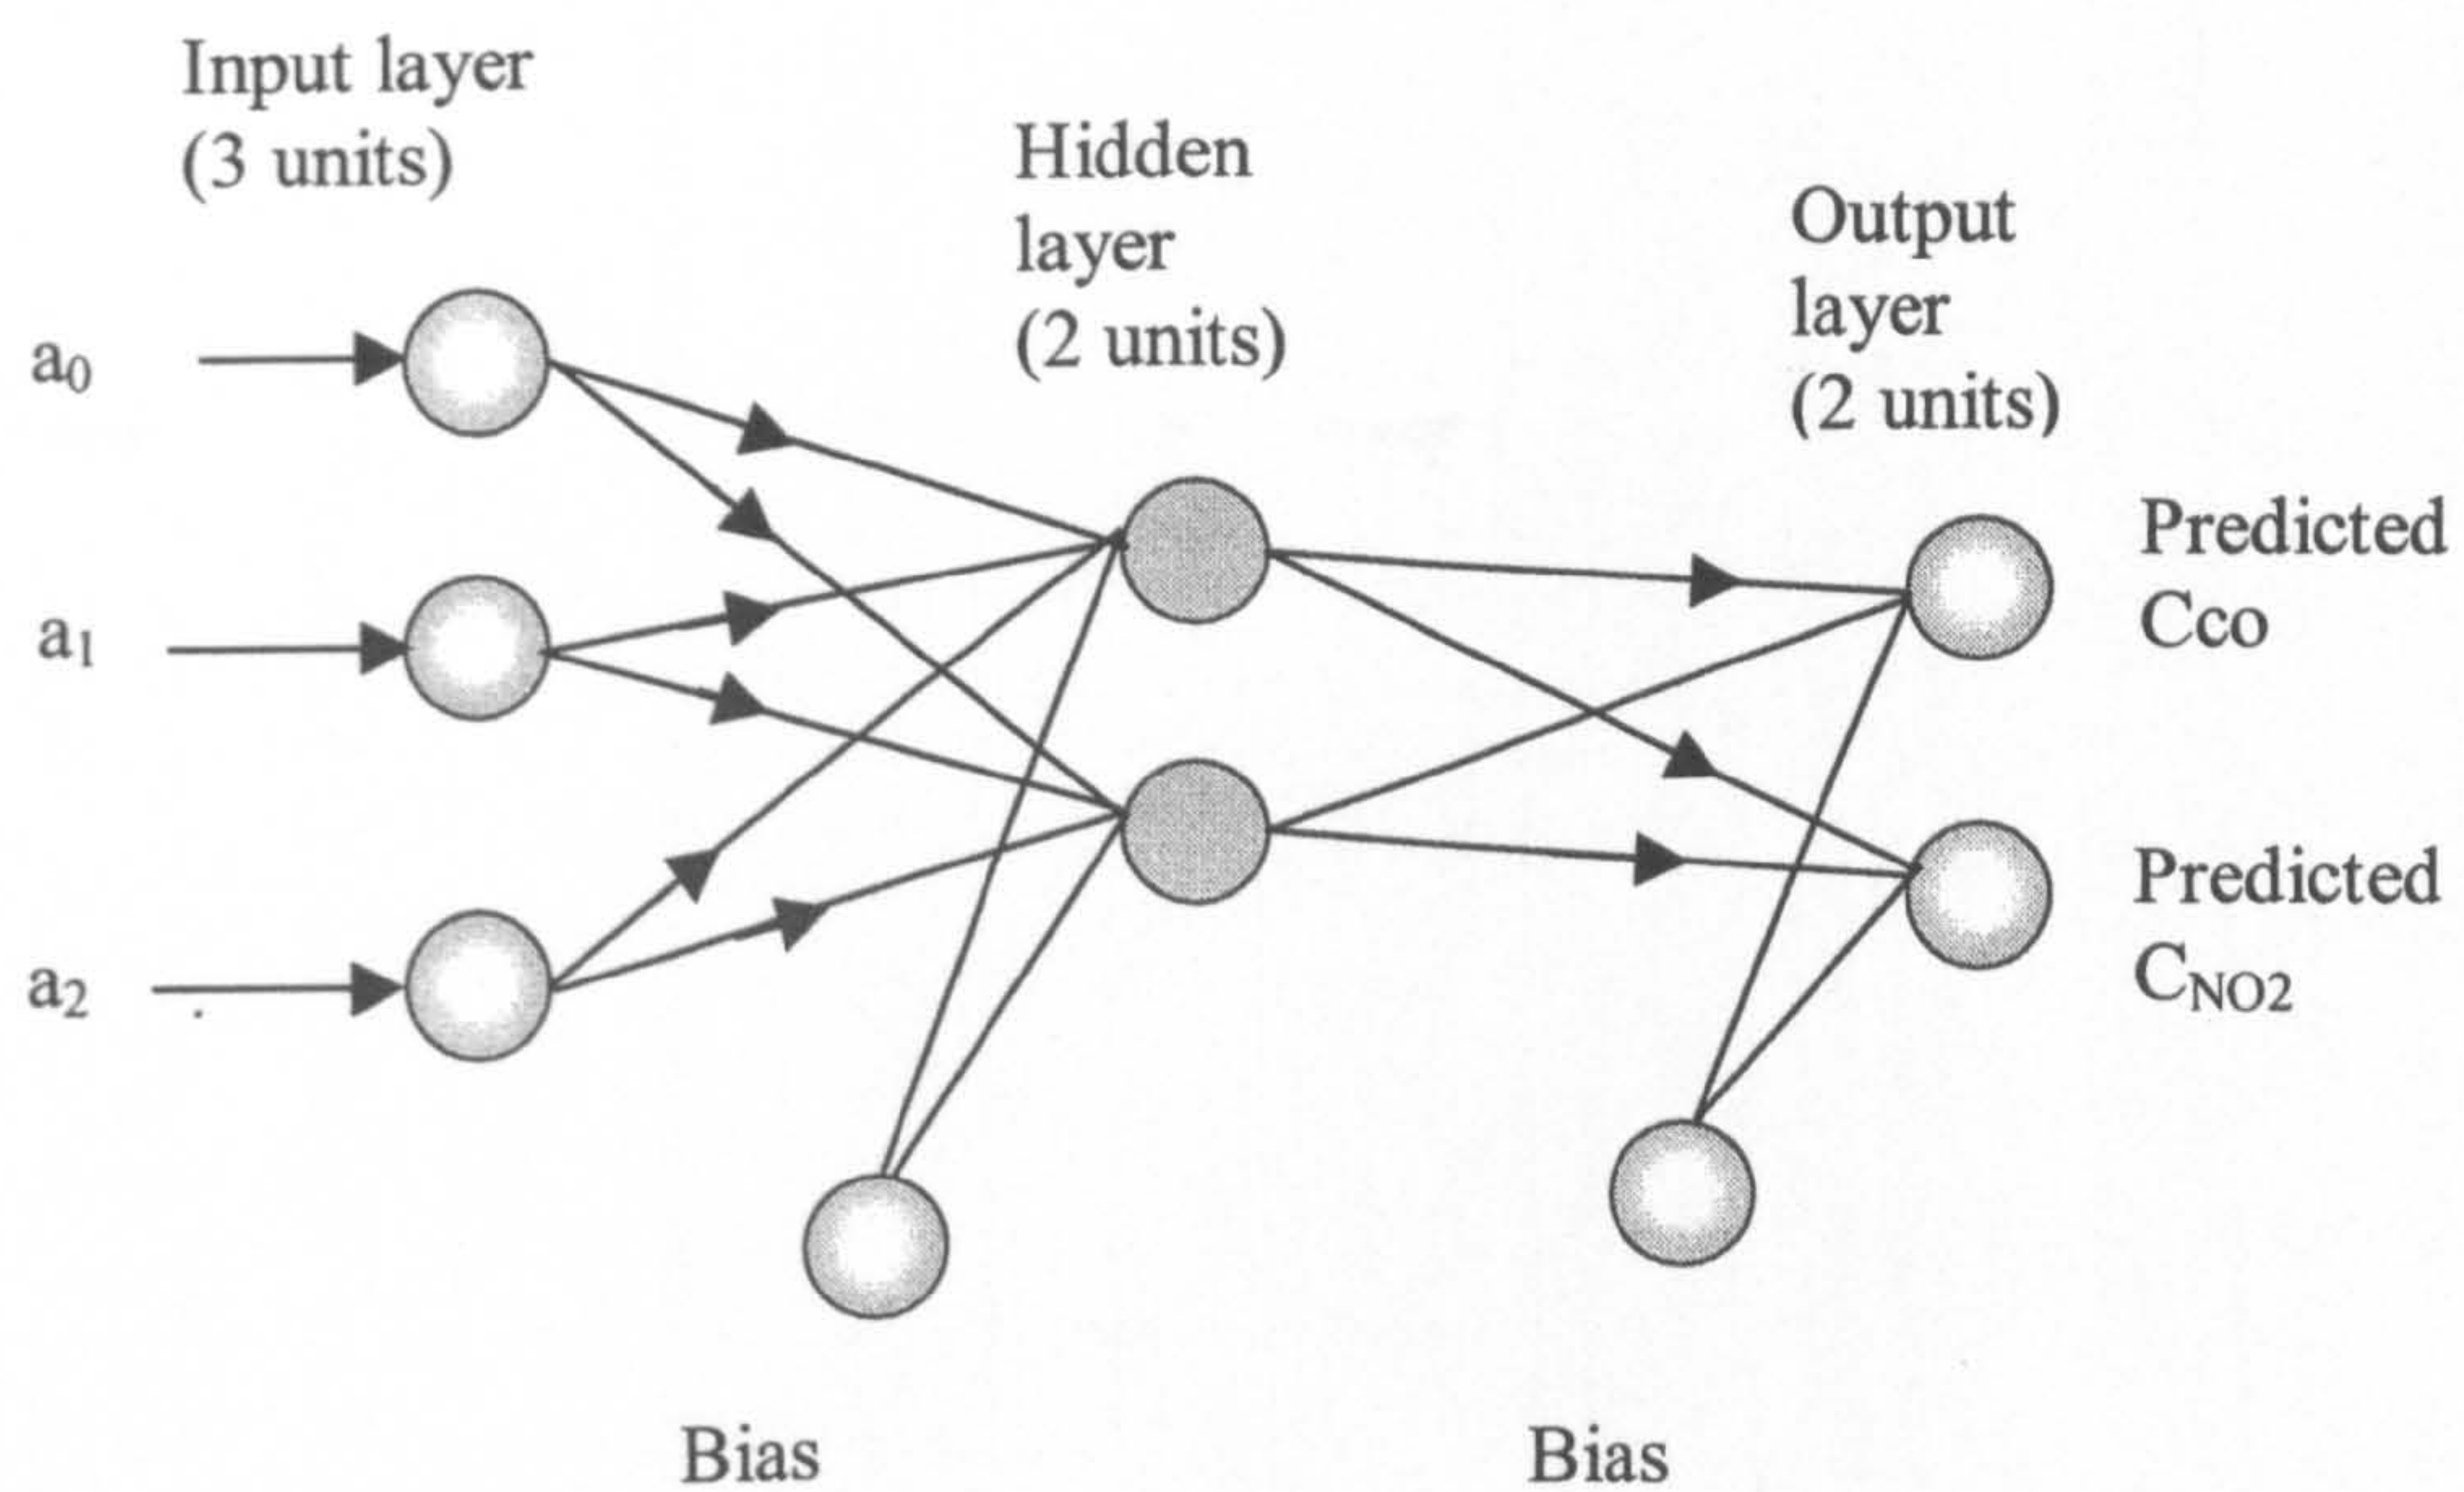 Input layer
(3 units)
Hidden
layer
(2 units)
Output
layer
(2 units)
a₀
a₁
a₂
Predicted
Cco
Predicted
C_NO2
Bias
Bias